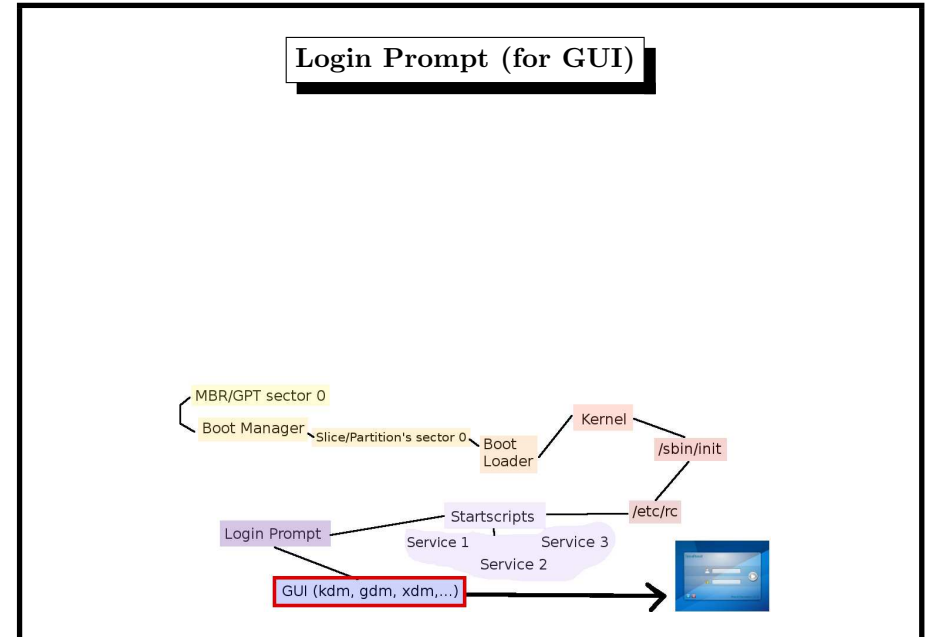 Login Prompt (for GUI)
MBR/GPT sector 0
Boot Manager
Slice/Partition's sector 0
Boot
Loader
Kernel
/sbin/init
/etc/rc
Startscripts
Service 1
Service 2
Service 3
Login Prompt
GUI (kdm, gdm, xdm,...)